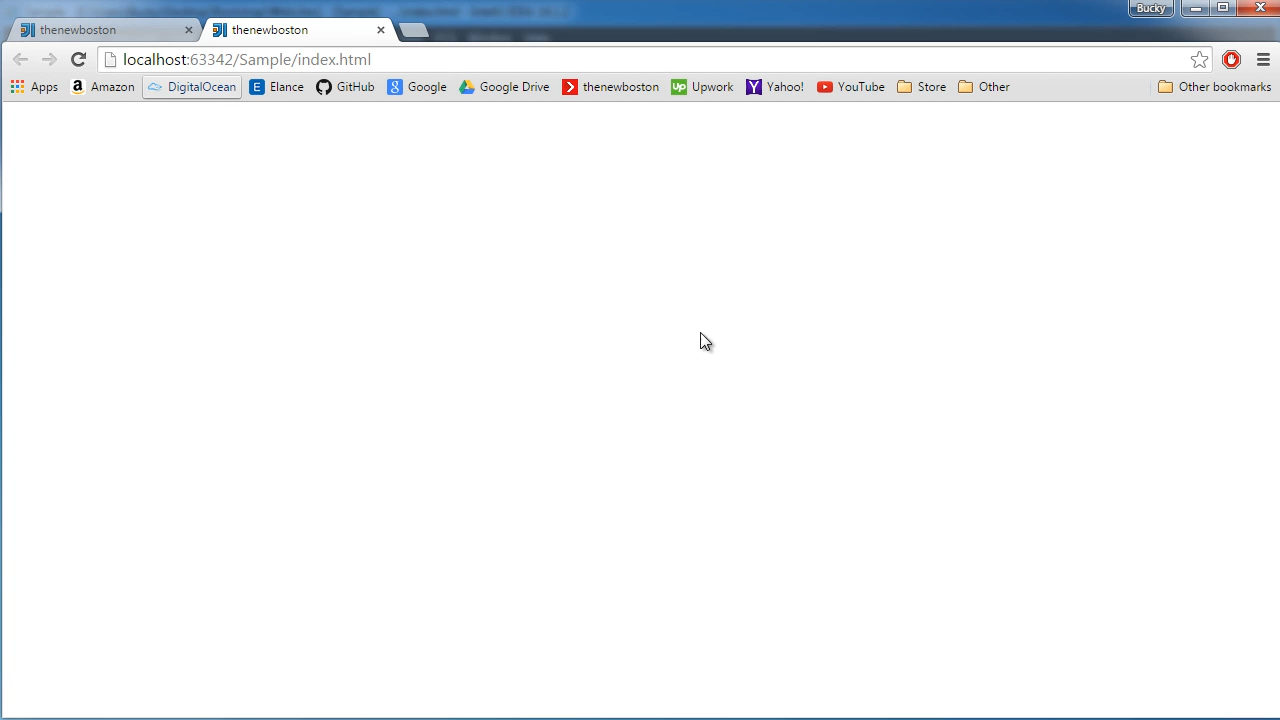 Bucky
thenewboston thenewboston
localhost:63342/Sample/index.html
Apps Amazon DigitalOcean Elance GitHub Google Google Drive thenewboston Upwork Yahoo! YouTube Store Other Other bookmarks